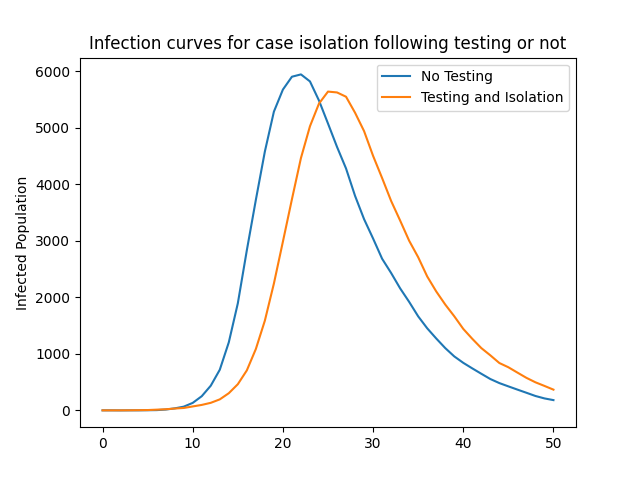 Infection curves for case isolation following testing or not
No Testing
Testing and Isolation
Infected Population
6000
5000
4000
3000
2000
1000
0
0 10 20 30 40 50